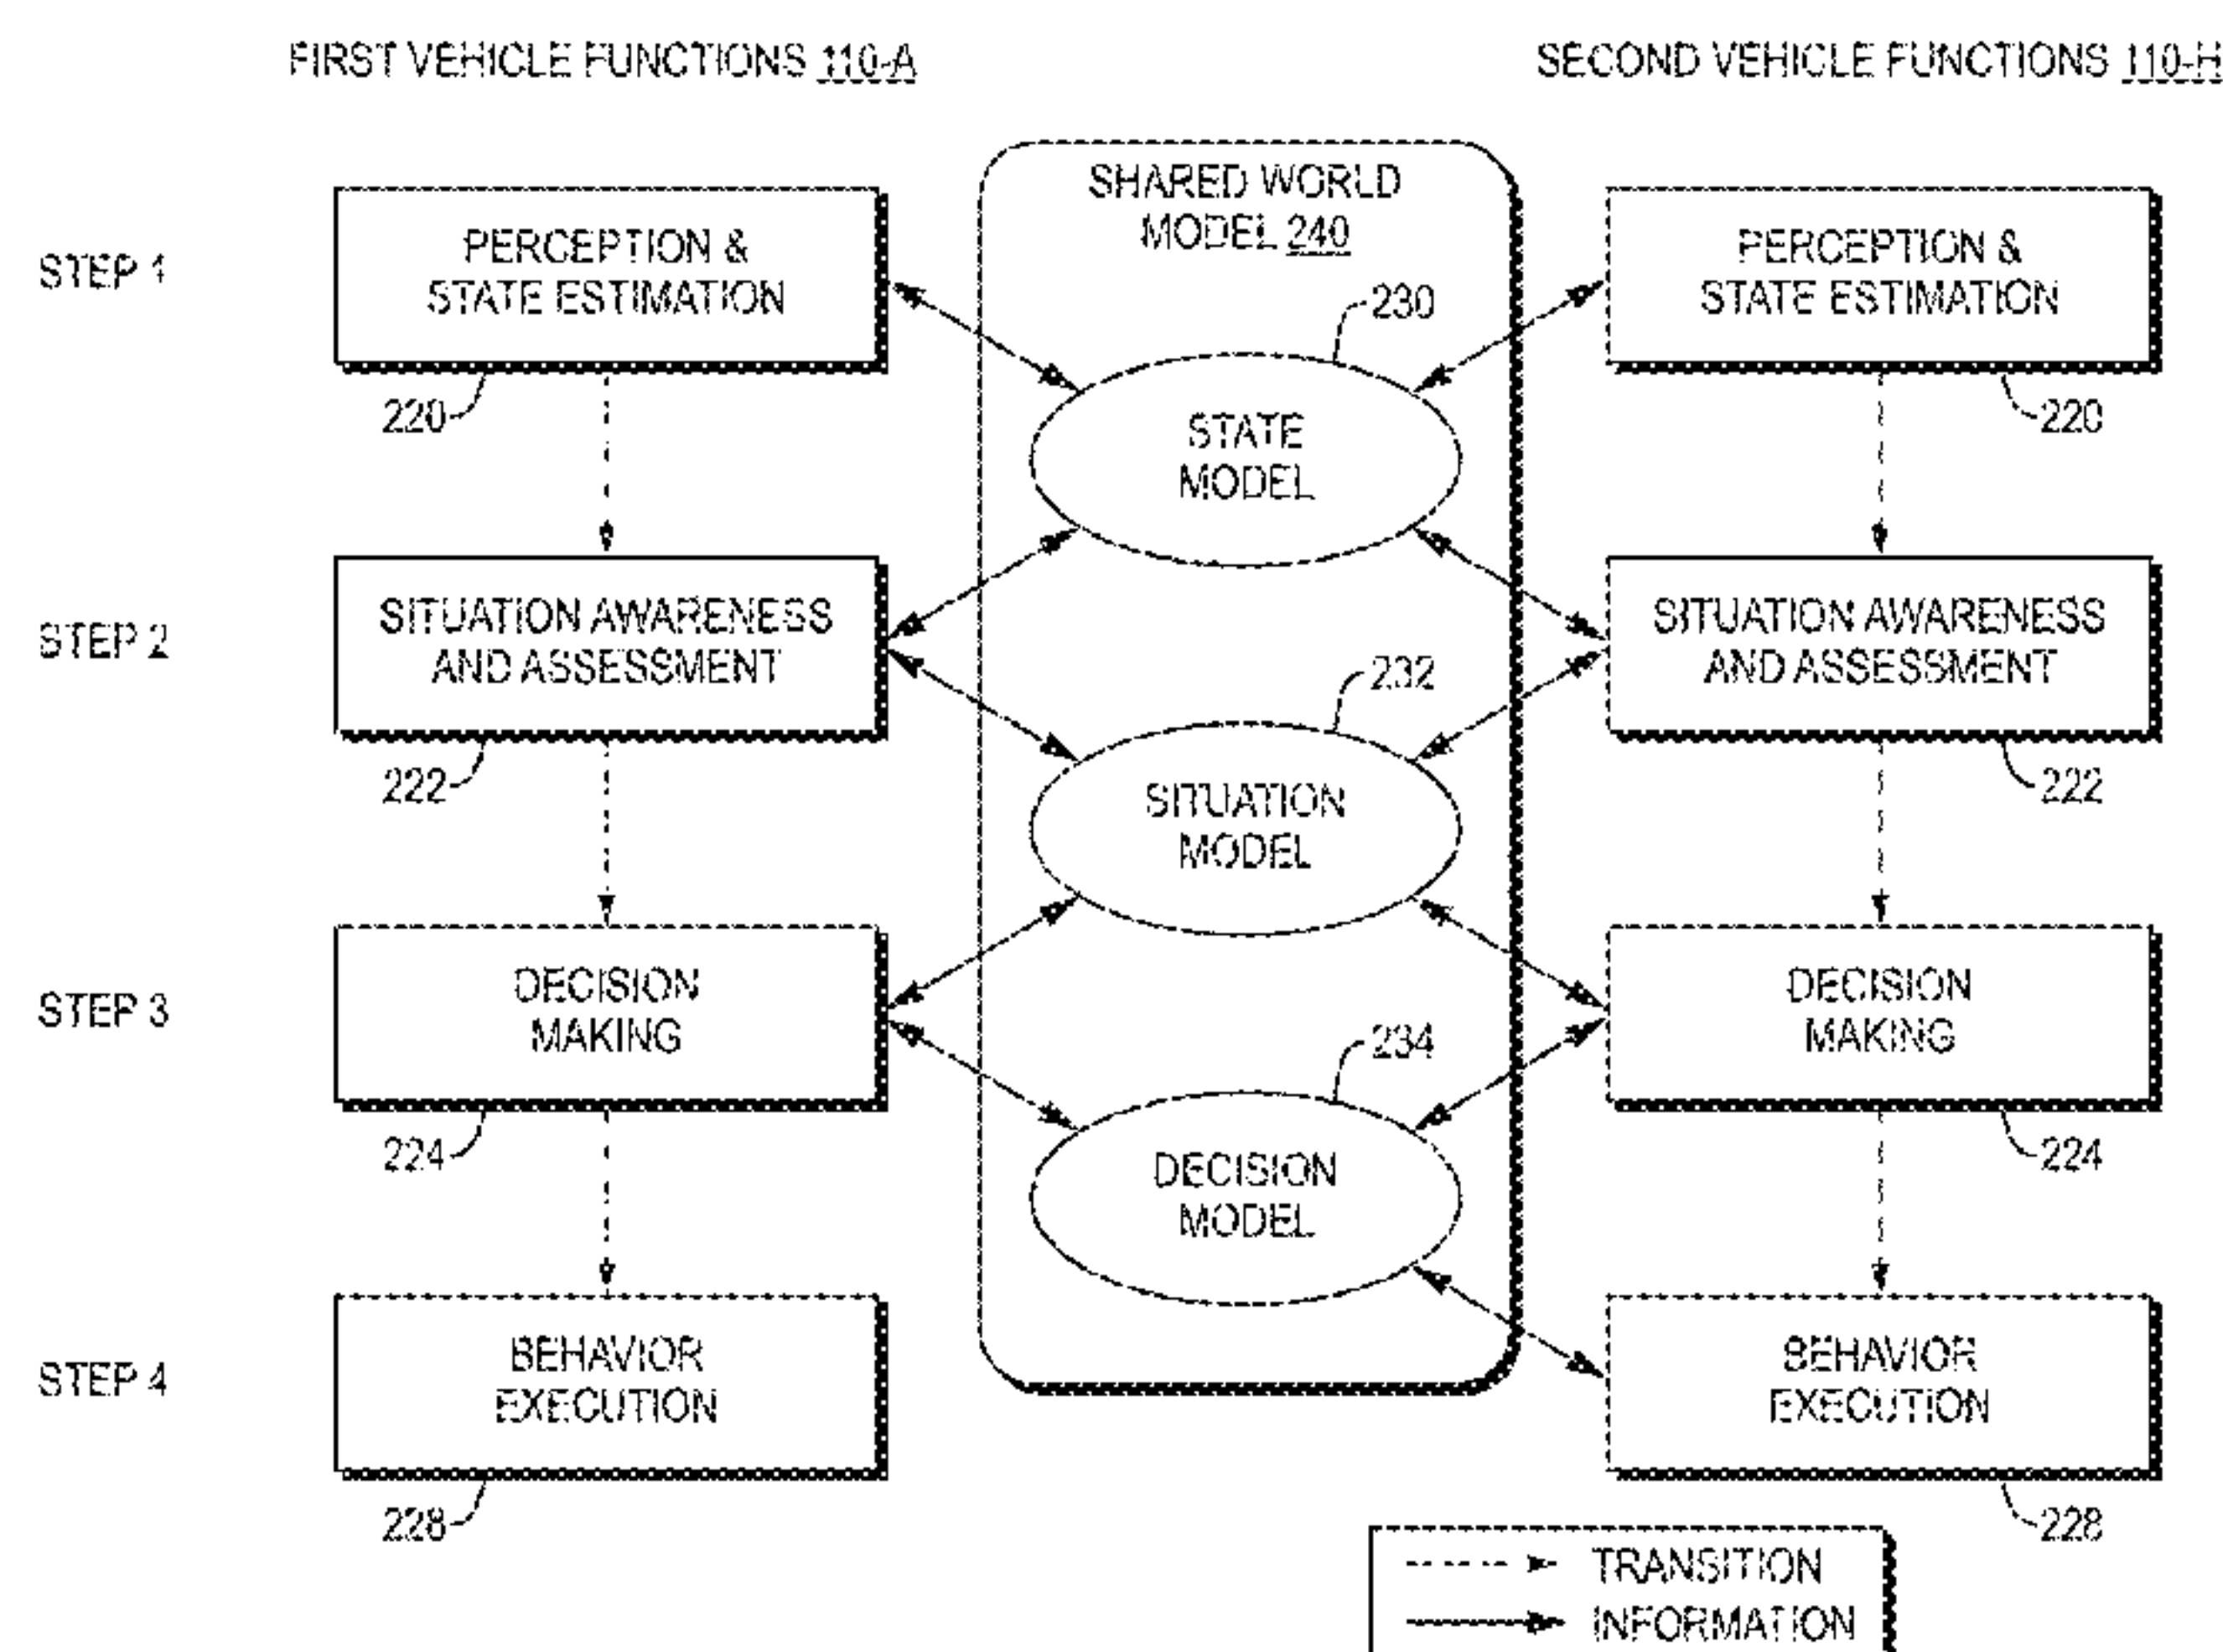 FIRST VEHICLE FUNCTIONS 110-A
SECOND VEHICLE FUNCTIONS 110-H
SHARED WORLD
MODEL 240
STEP 1
PERCEPTION &
STATE ESTIMATION
220
230
STATE
MODEL
PERCEPTION &
STATE ESTIMATION
220
STEP 2
SITUATION AWARENESS
AND ASSESSMENT
222
232
SITUATION
MODEL
SITUATION AWARENESS
AND ASSESSMENT
222
STEP 3
DECISION
MAKING
224
234
DECISION
MODEL
DECISION
MAKING
224
STEP 4
BEHAVIOR
EXECUTION
228
BEHAVIOR
EXECUTION
228
TRANSITION
INFORMATION